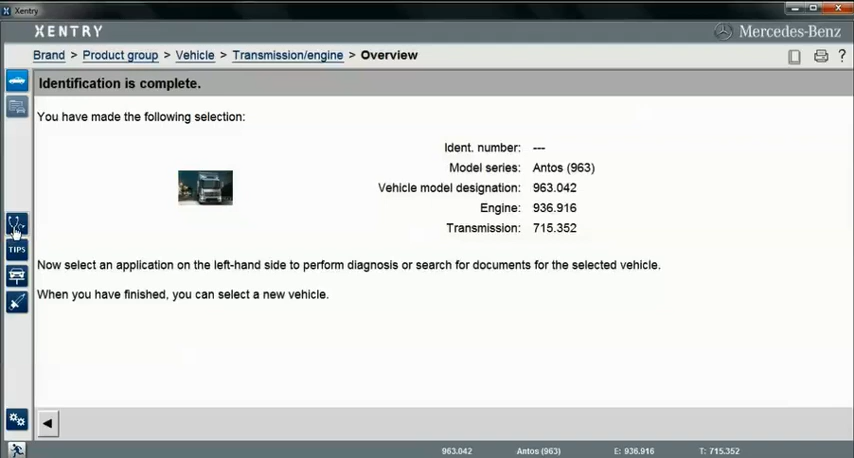 Xentry
XENTRY
Mercedes-Benz
Brand > Product group > Vehicle > Transmission/engine > Overview
?
Identification is complete.
You have made the following selection:
Ident. number: ---
Model series: Antos (963)
Vehicle model designation: 963.042
Engine: 936.916
Transmission: 715.352
TIPS
Now select an application on the left-hand side to perform diagnosis or search for documents for the selected vehicle.
When you have finished, you can select a new vehicle.
963.042 Antos (963) E: 936.916 T: 715.352